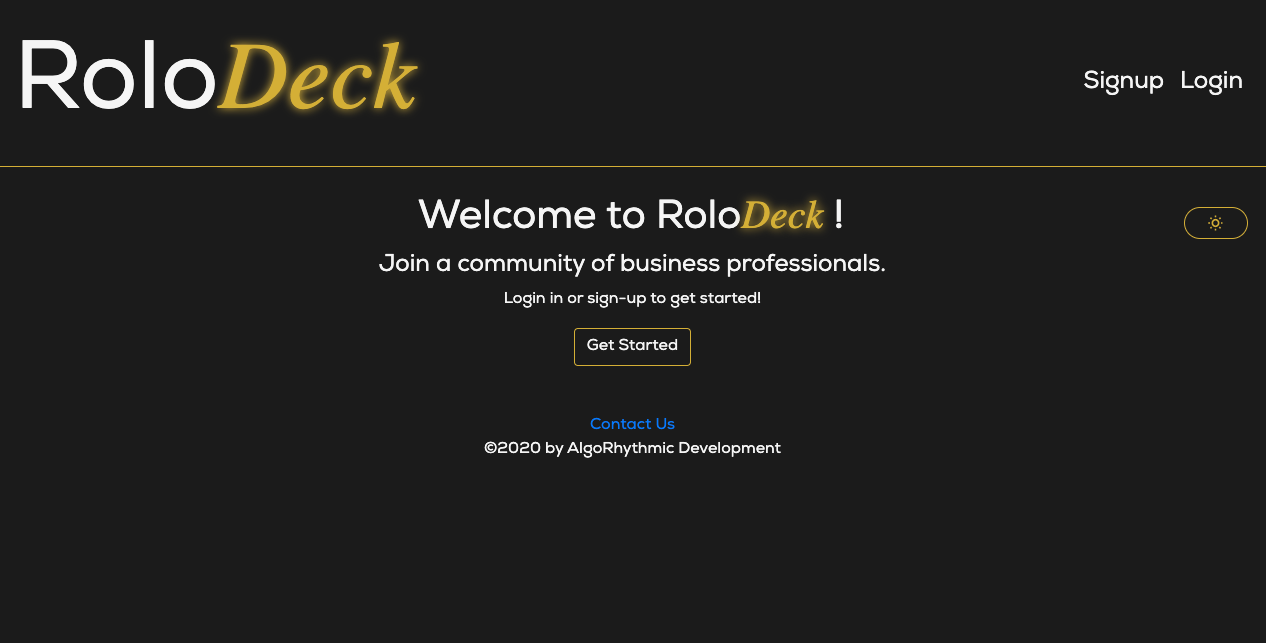 RoloDeck
Signup Login
Welcome to RoloDeck !
Join a community of business professionals.
Login in or sign-up to get started!
Get Started
Contact Us
©2020 by AlgoRhythmic Development